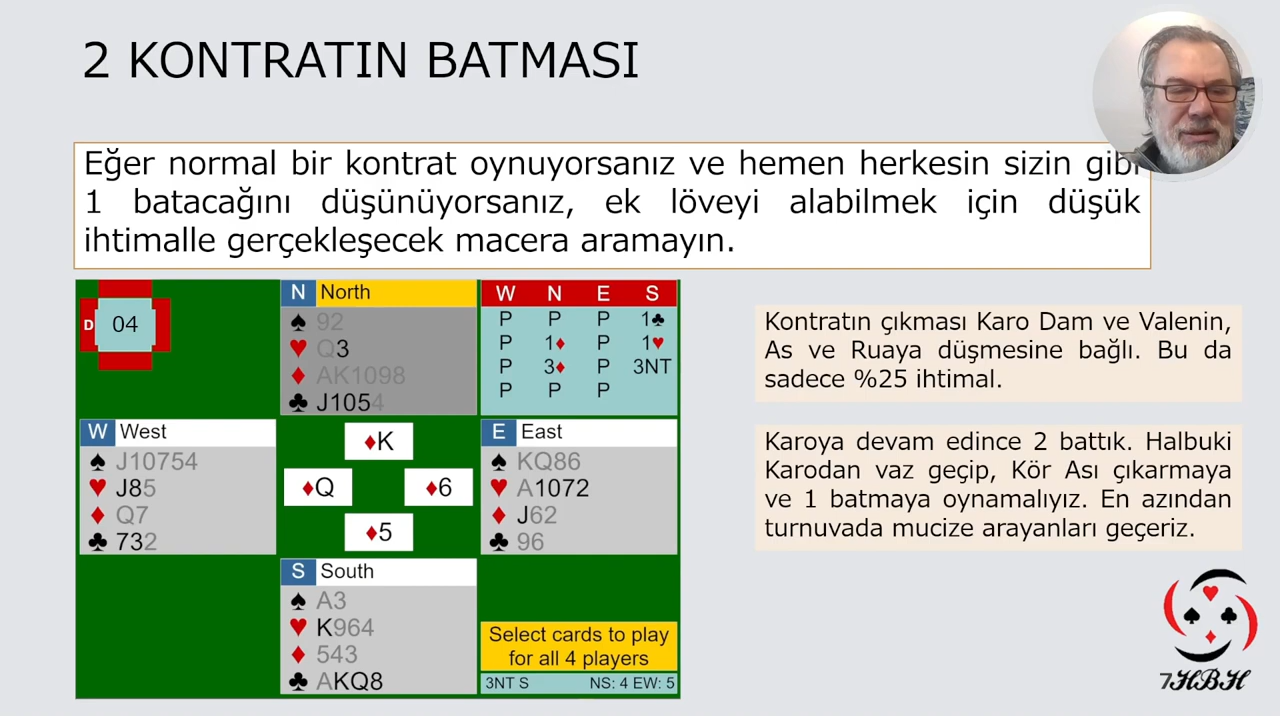 2 KONTRATIN BATMASI
Eğer normal bir kontrat oynuyorsanız ve hemen herkesin sizin gibi
1 batacağını düşünüyorsanız, ek löveyi alabilmek için düşük
ihtimalle gerçekleşecek macera aramayın.
D 04
N North
♠ 92
♥ Q3
♦ AK1098
♣ J1054
W N E S
P P P 1♣
P 1♦ P 1♥
P 3♦ P 3NT
P P P
W West
♠ J10754
♥ J85
♦ Q7
♣ 732
♦K
♦Q ♦6
♦5
E East
♠ KQ86
♥ A1072
♦ J62
♣ 96
S South
♠ A3
♥ K964
♦ 543
♣ AKQ8
Select cards to play
for all 4 players
3NT S NS: 4 EW: 5
Kontratın çıkması Karo Dam ve Valenin,
As ve Ruaya düşmesine bağlı. Bu da
sadece %25 ihtimal.
Karoya devam edince 2 battık. Halbuki
Karodan vaz geçip, Kör Ası çıkarmaya
ve 1 batmaya oynamalıyız. En azından
turnuvada mucize arayanları geçeriz.
7HBH